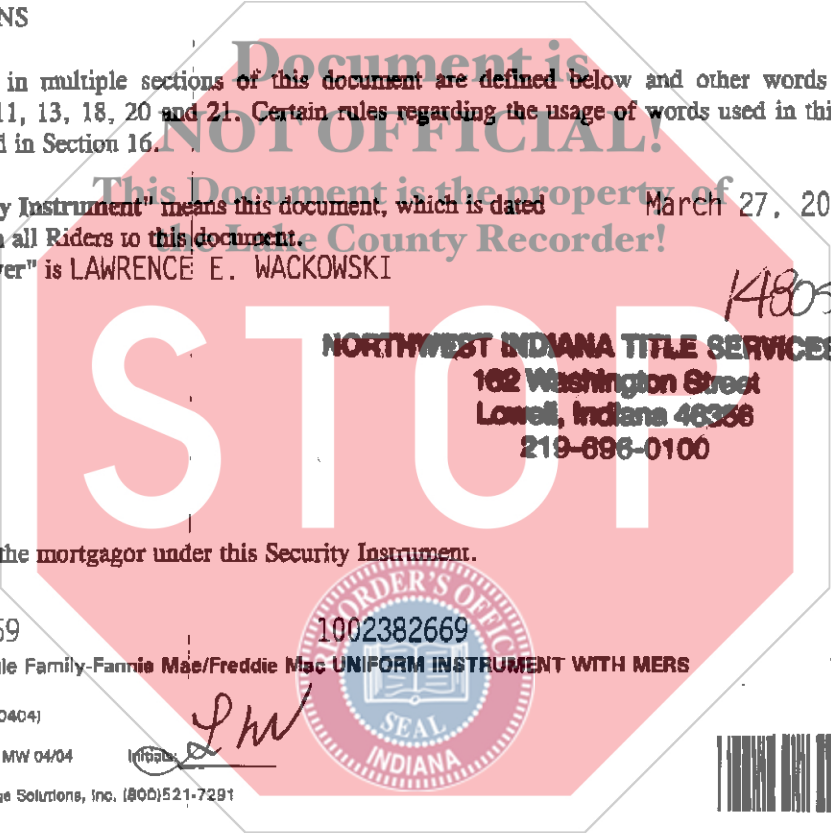 NS
Document is
in multiple sections of this document are defined below and other words
11, 13, 18, 20 and 21. Certain rules regarding the usage of words used in thi
NOT OFFICIAL!
d in Section 16.
This Document is the property of
y Instrument" means this document, which is dated March 27, 20
n all Riders to this document.
the Lake County Recorder!
er" is LAWRENCE E. WACKOWSKI
14805
STOP
NORTHWEST INDIANA TITLE SERVICES
162 Washington Street
Lowell, Indiana 46356
219-696-0100
the mortgagor under this Security Instrument.
RECORDER'S OFFICE
69 1002382669
le Family-Fannie Mae/Freddie Mac UNIFORM INSTRUMENT WITH MERS
0404)
SEAL
MW 04/04 Initials: LEW
INDIANA
ge Solutions, Inc. (800)521-7291